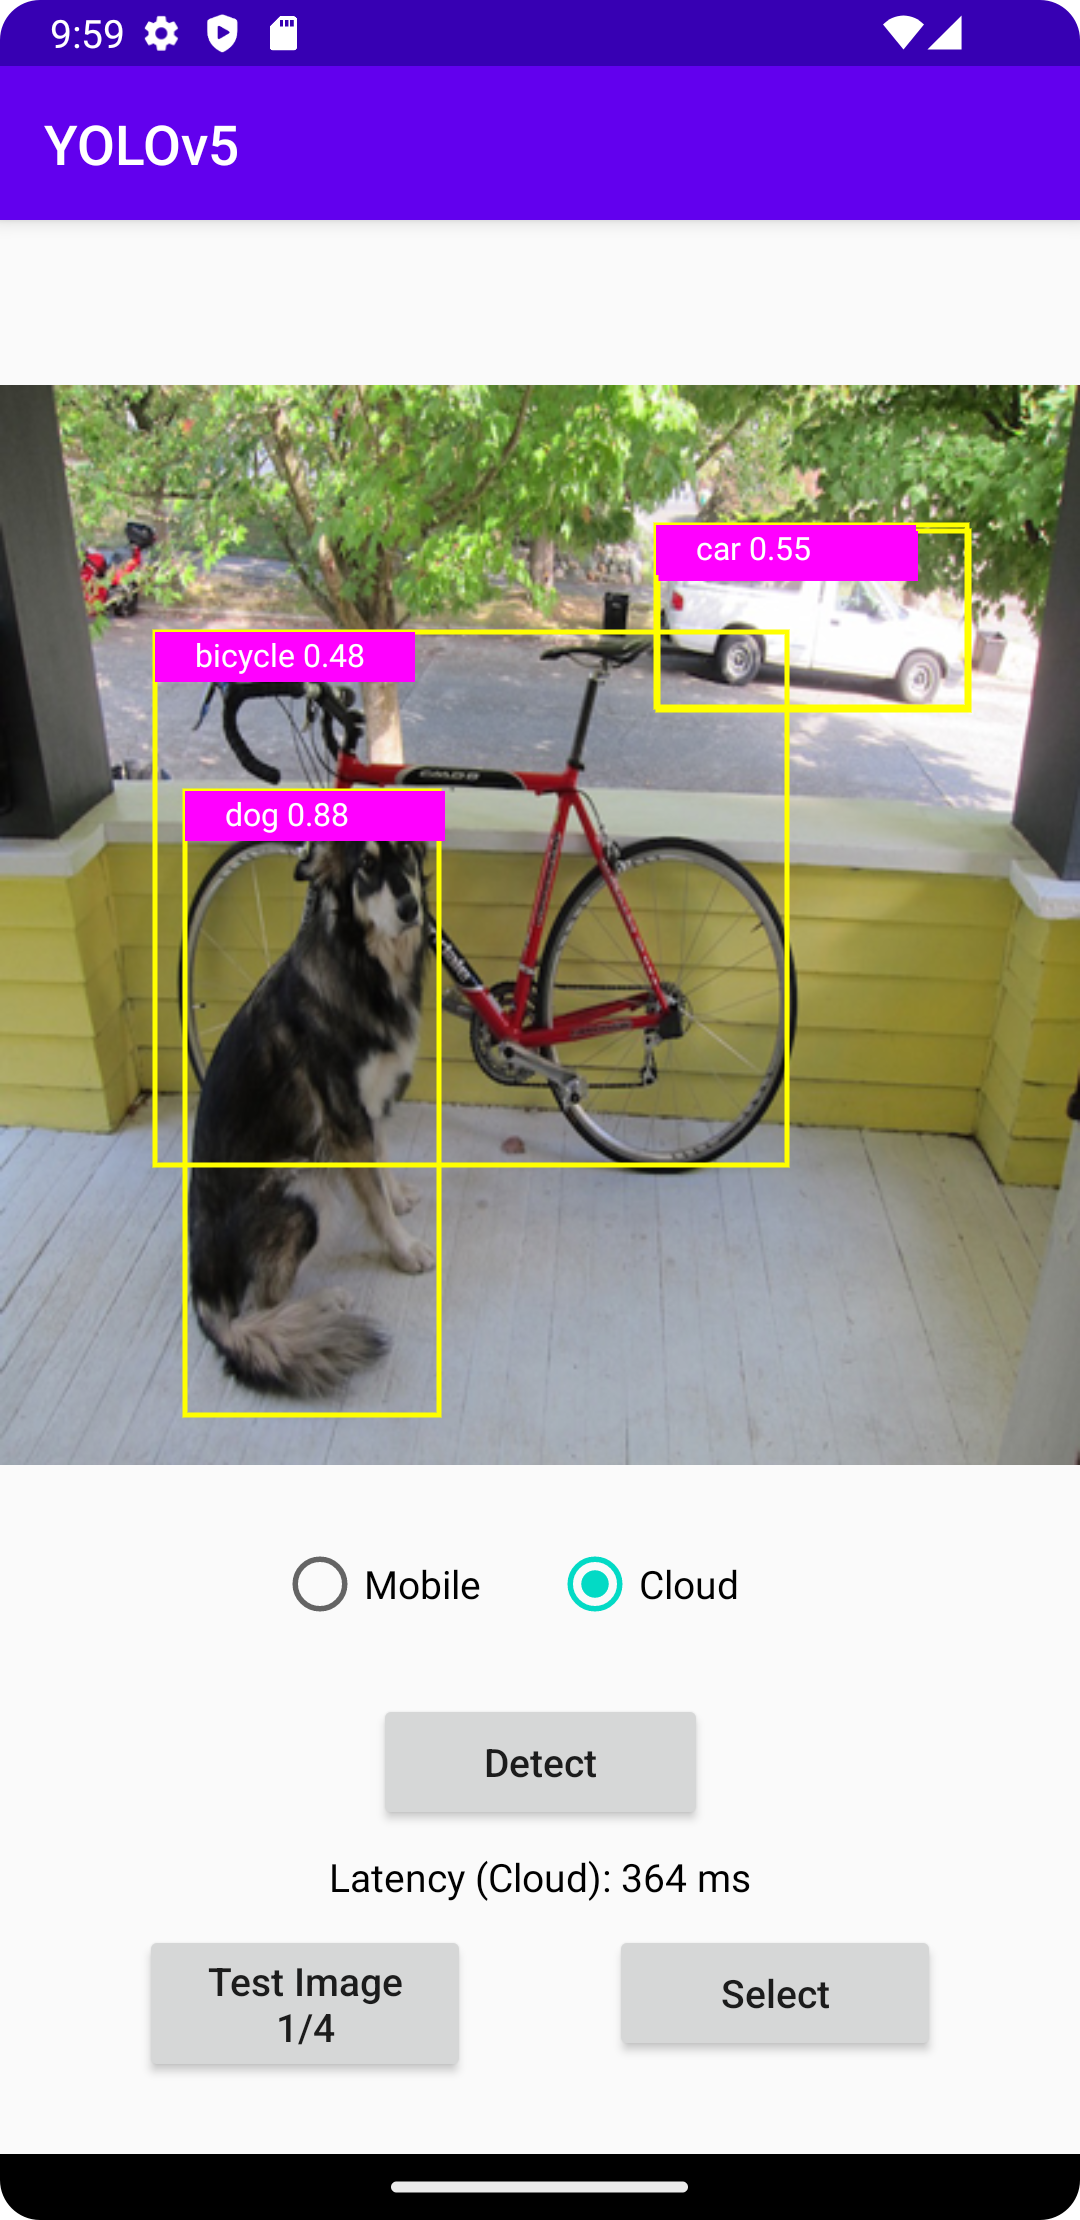 9:59
YOLOv5
car 0.55
bicycle 0.48
dog 0.88
Mobile
Cloud
Detect
Latency (Cloud): 364 ms
Test Image
1/4
Select